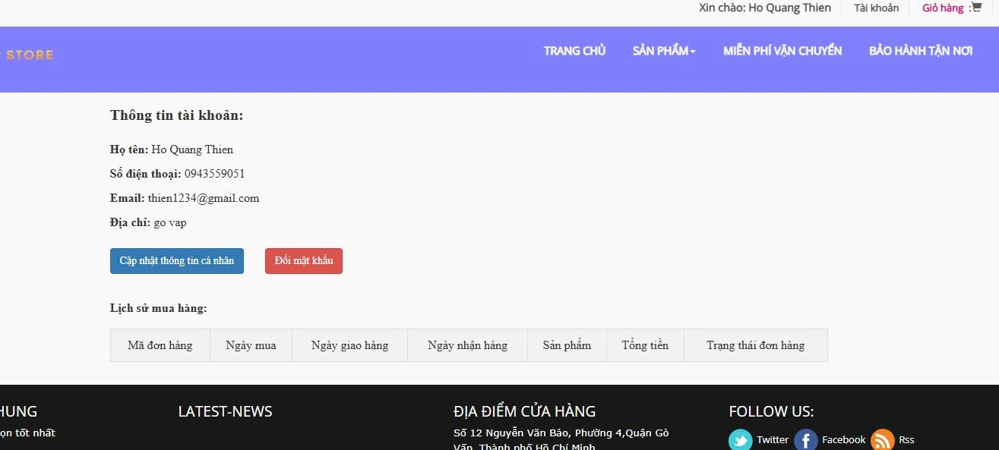 Xin chào: Ho Quang Thien Tài khoản Giỏ hàng :
STORE TRANG CHỦ SẢN PHẨM MIỄN PHÍ VẬN CHUYỂN BẢO HÀNH TẬN NƠI
Thông tin tài khoản:
Họ tên: Ho Quang Thien
Số điện thoại: 0943559051
Email: thien1234@gmail.com
Địa chỉ: go vap
Cập nhật thông tin cá nhân Đổi mật khẩu
Lịch sử mua hàng:
Mã đơn hàng Ngày mua Ngày giao hàng Ngày nhận hàng Sản phẩm Tổng tiền Trạng thái đơn hàng
HUNG LATEST-NEWS ĐỊA ĐIỂM CỬA HÀNG FOLLOW US:
ọn tốt nhất Số 12 Nguyễn Văn Bảo, Phường 4,Quận Gò
Vấp, Thành phố Hồ Chí Minh
Twitter Facebook Rss